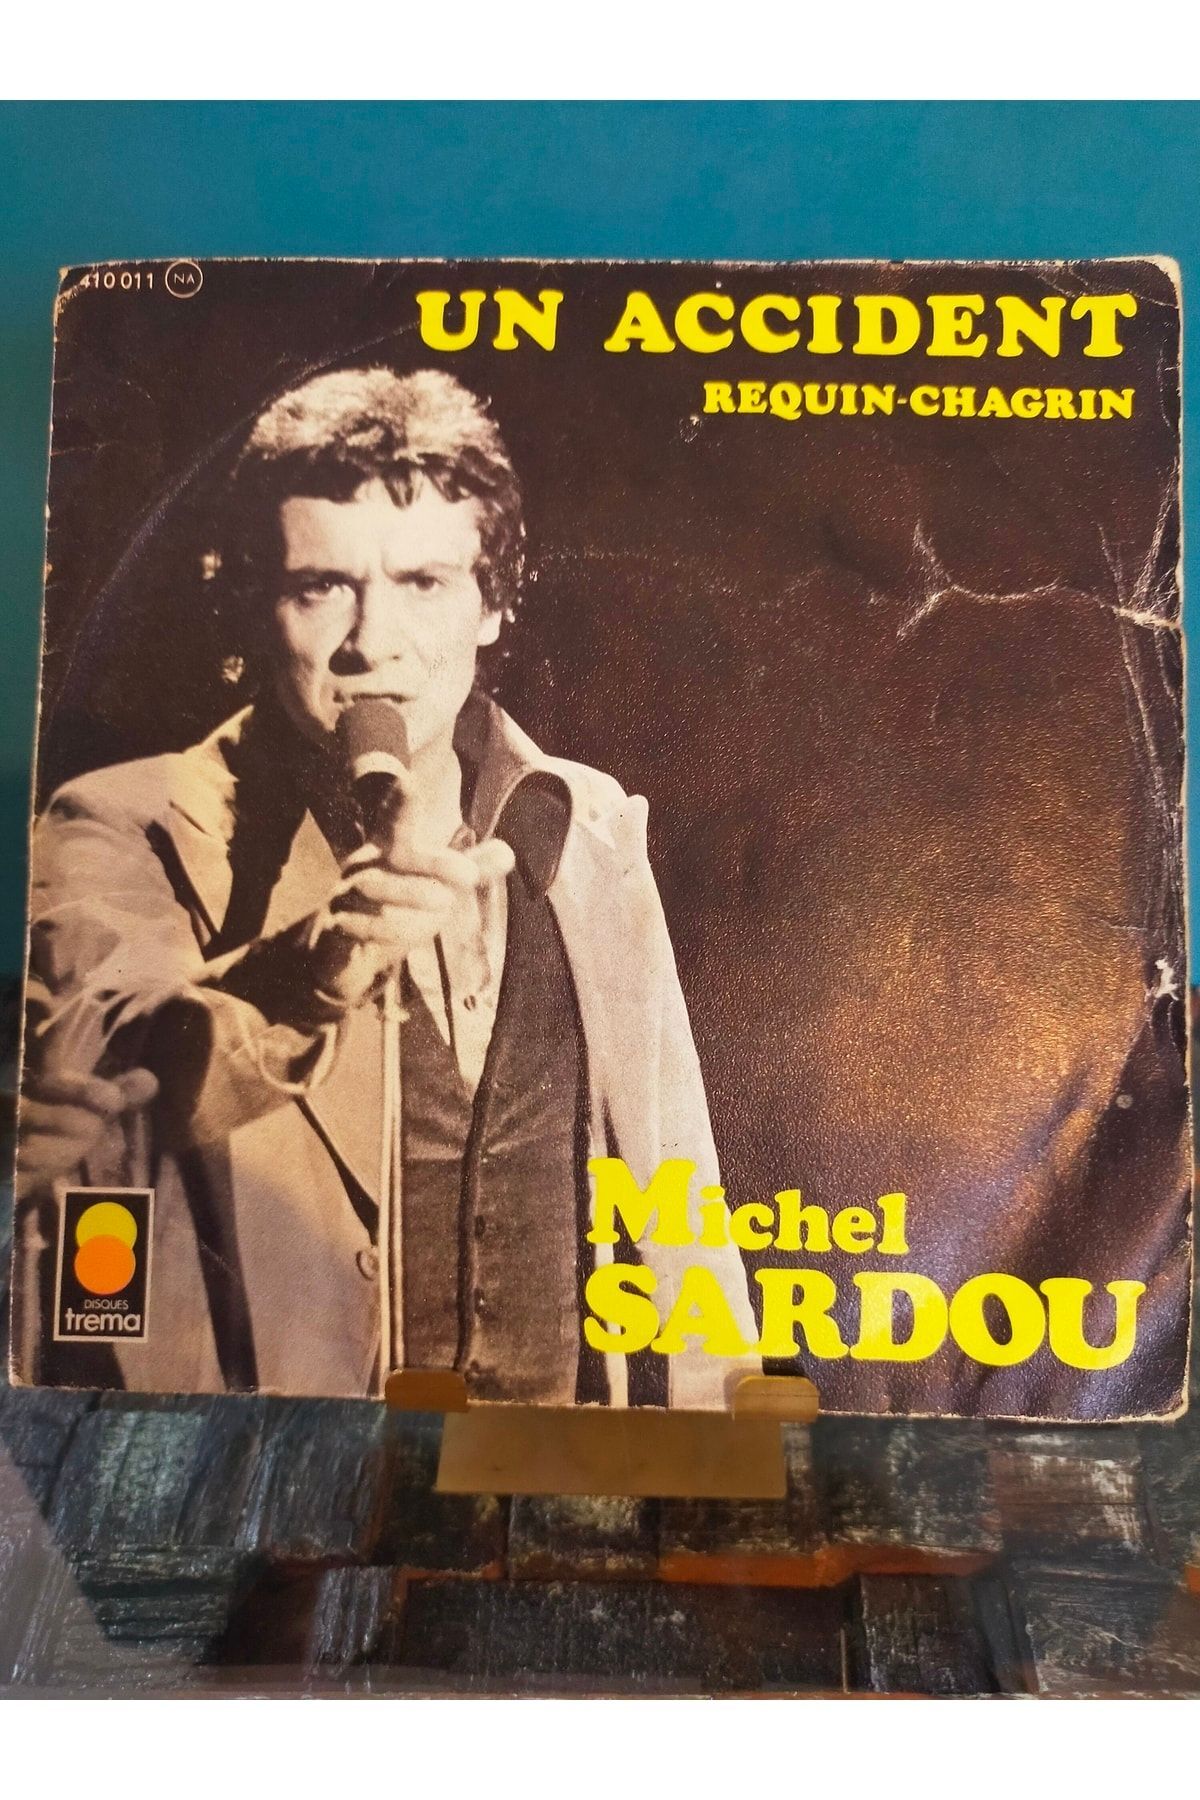 410 011 NA
UN ACCIDENT
REQUIN-CHAGRIN
Michel
SARDOU
DISQUES
trema